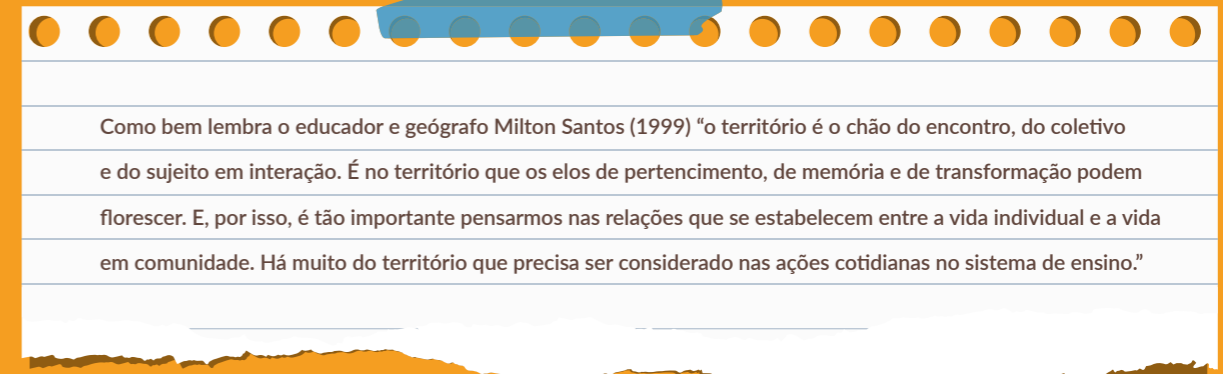 Como bem lembra o educador e geógrafo Milton Santos (1999) “o território é o chão do encontro, do coletivo
e do sujeito em interação. É no território que os elos de pertencimento, de memória e de transformação podem
florescer. E, por isso, é tão importante pensarmos nas relações que se estabelecem entre a vida individual e a vida
em comunidade. Há muito do território que precisa ser considerado nas ações cotidianas no sistema de ensino.”